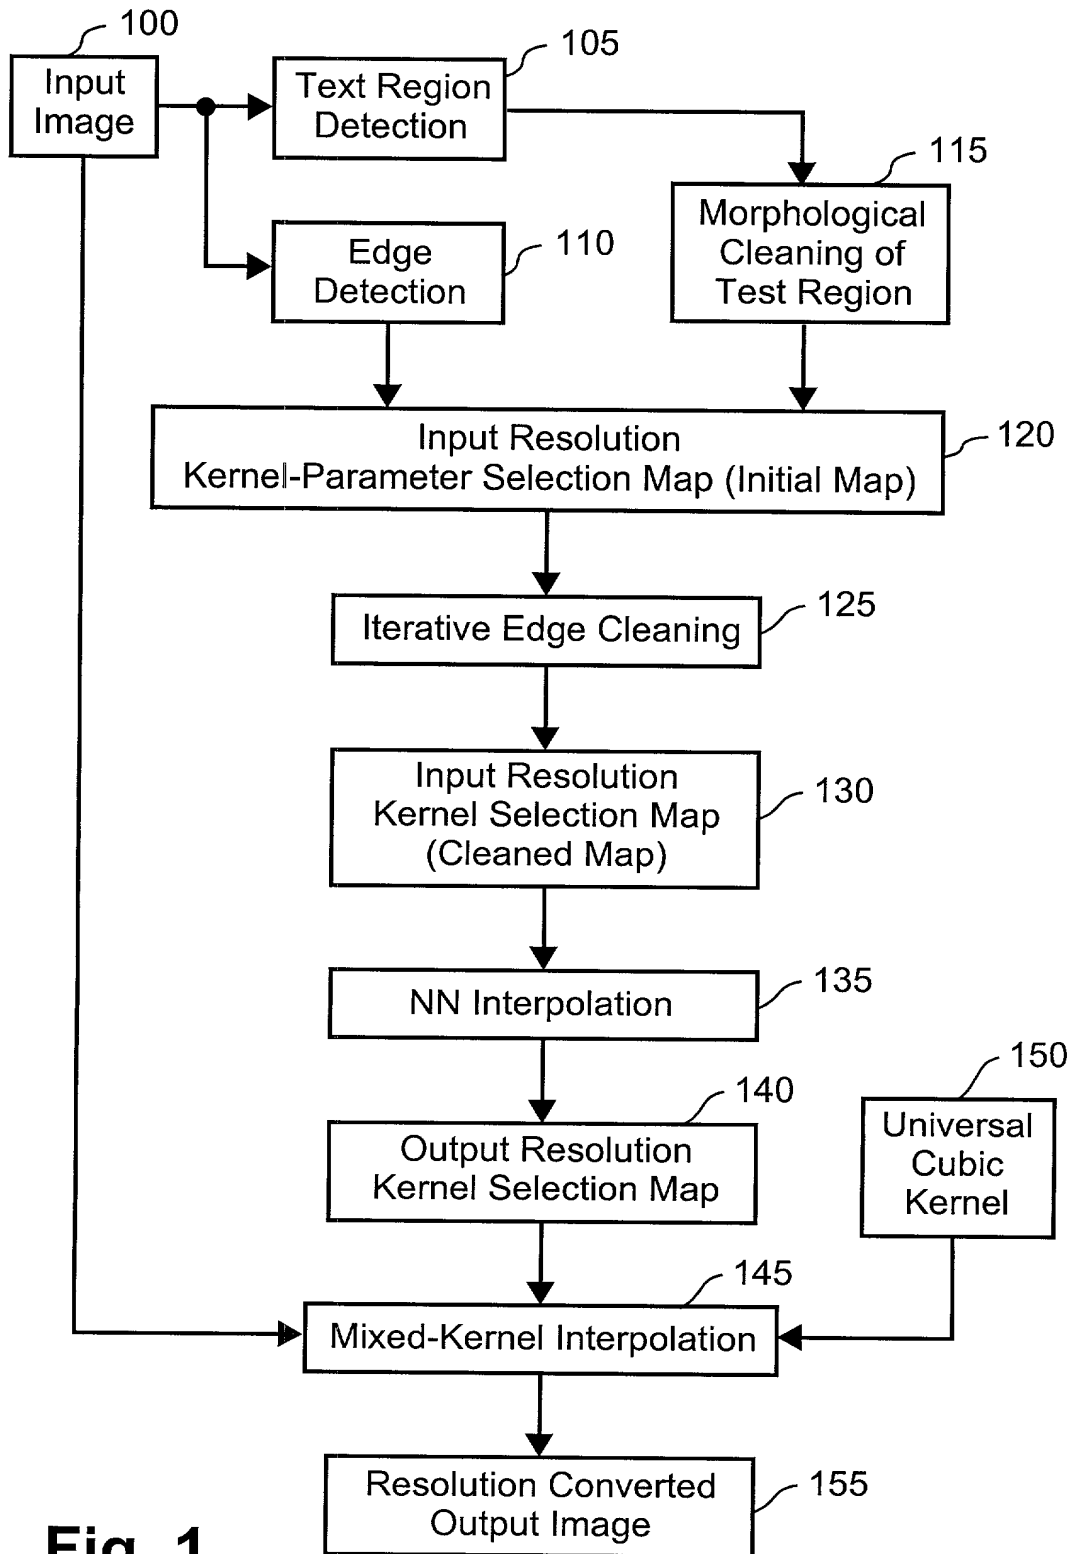 100
Input
Image
105
Text Region
Detection
110
Edge
Detection
115
Morphological
Cleaning of
Test Region
120
Input Resolution
Kernel-Parameter Selection Map (Initial Map)
125
Iterative Edge Cleaning
130
Input Resolution
Kernel Selection Map
(Cleaned Map)
135
NN Interpolation
140
Output Resolution
Kernel Selection Map
150
Universal
Cubic
Kernel
145
Mixed-Kernel Interpolation
155
Resolution Converted
Output Image
Fig. 1